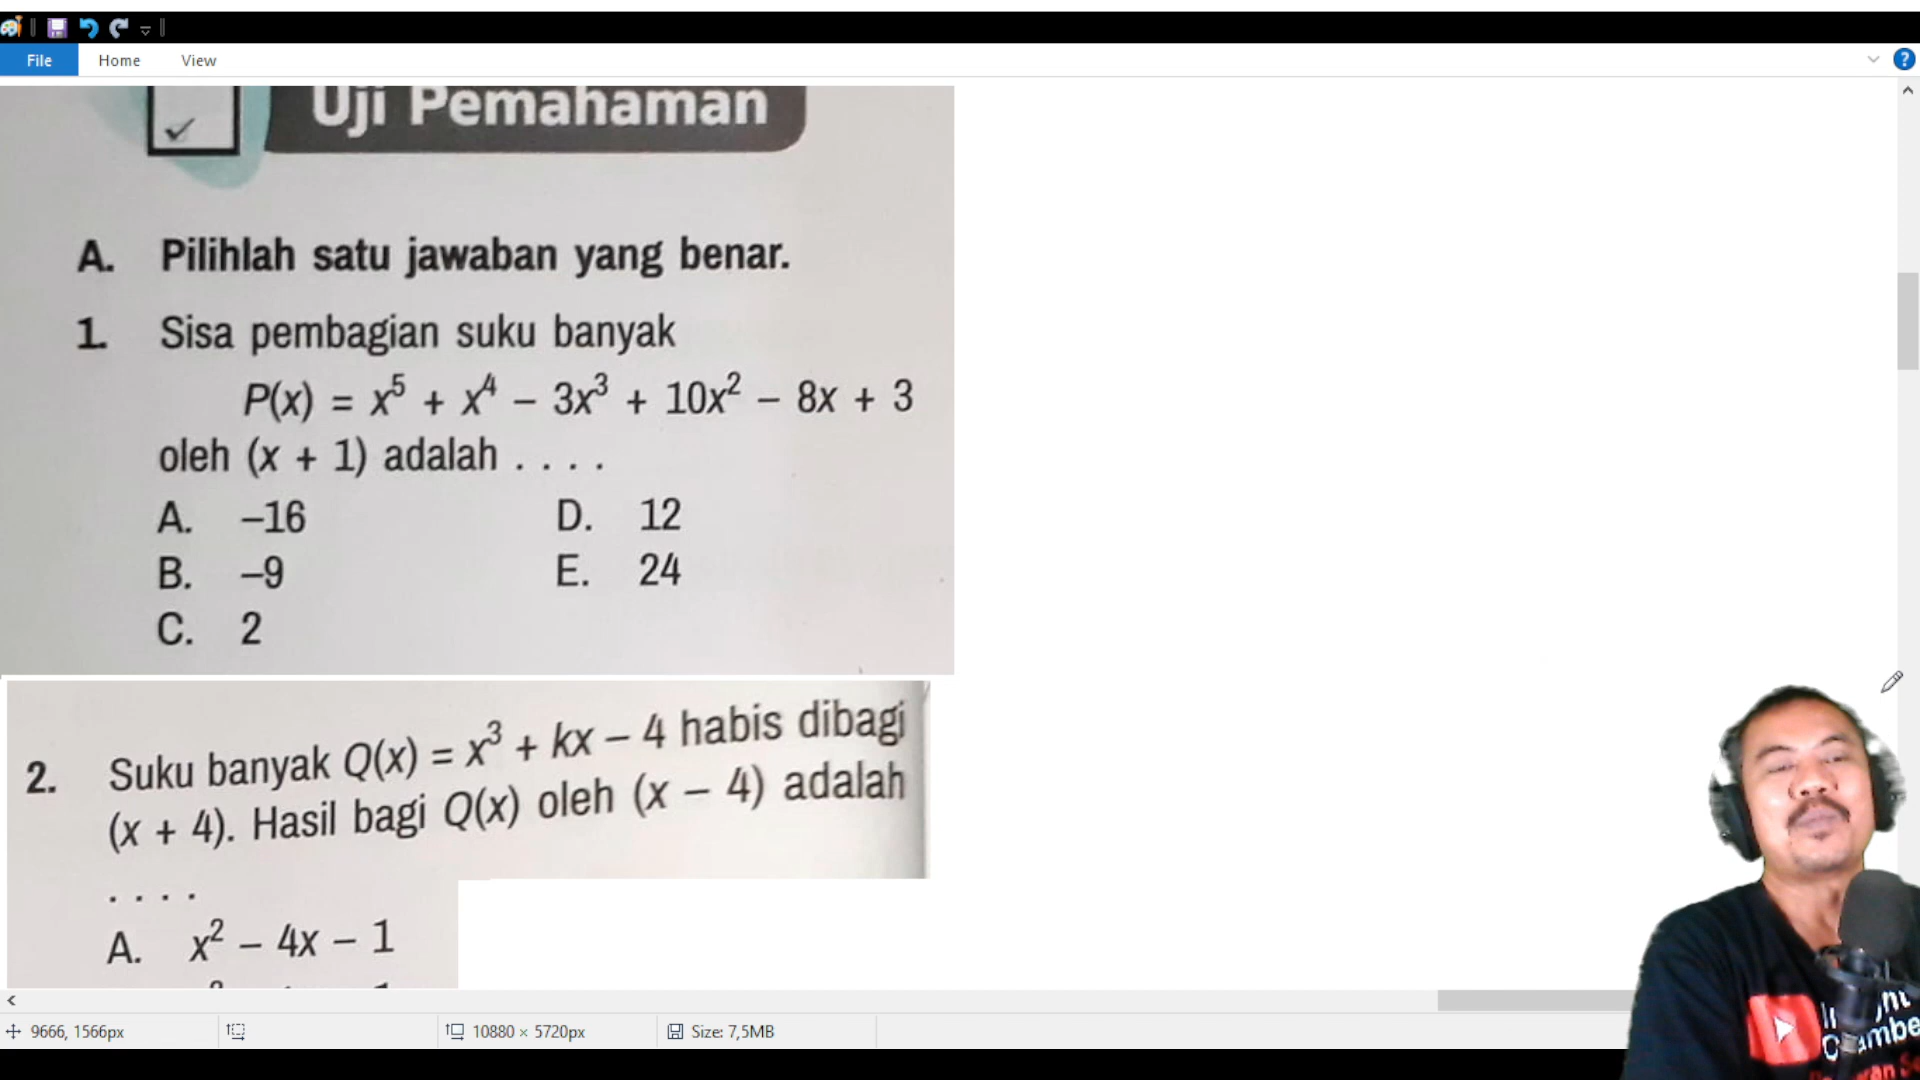 File Home View
Uji Pemahaman
A. Pilihlah satu jawaban yang benar.
1. Sisa pembagian suku banyak
P(x) = x⁵ + x⁴ – 3x³ + 10x² – 8x + 3
oleh (x + 1) adalah . . . .
A. –16 D. 12
B. –9 E. 24
C. 2
2. Suku banyak Q(x) = x³ + kx – 4 habis dibagi
(x + 4). Hasil bagi Q(x) oleh (x – 4) adalah
. . . .
A. x² – 4x – 1
9666, 1566px 10880 × 5720px Size: 7,5MB